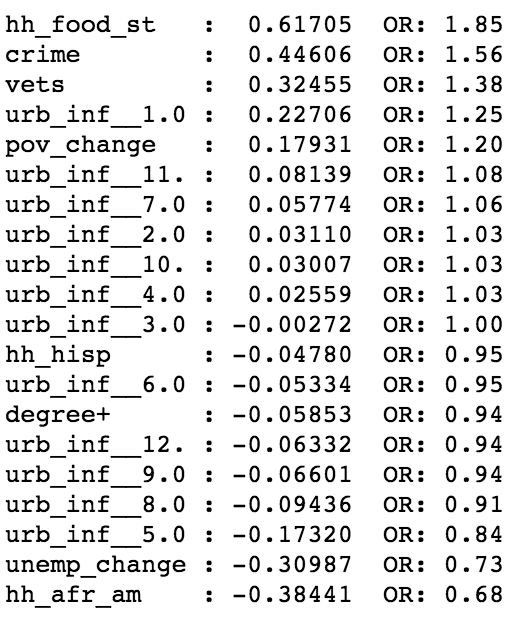 hh_food_st   :  0.61705  OR: 1.85
crime        :  0.44606  OR: 1.56
vets         :  0.32455  OR: 1.38
urb_inf__1.0 :  0.22706  OR: 1.25
pov_change   :  0.17931  OR: 1.20
urb_inf__11. :  0.08139  OR: 1.08
urb_inf__7.0 :  0.05774  OR: 1.06
urb_inf__2.0 :  0.03110  OR: 1.03
urb_inf__10. :  0.03007  OR: 1.03
urb_inf__4.0 :  0.02559  OR: 1.03
urb_inf__3.0 : -0.00272  OR: 1.00
hh_hisp      : -0.04780  OR: 0.95
urb_inf__6.0 : -0.05334  OR: 0.95
degree+      : -0.05853  OR: 0.94
urb_inf__12. : -0.06332  OR: 0.94
urb_inf__9.0 : -0.06601  OR: 0.94
urb_inf__8.0 : -0.09436  OR: 0.91
urb_inf__5.0 : -0.17320  OR: 0.84
unemp_change : -0.30987  OR: 0.73
hh_afr_am    : -0.38441  OR: 0.68